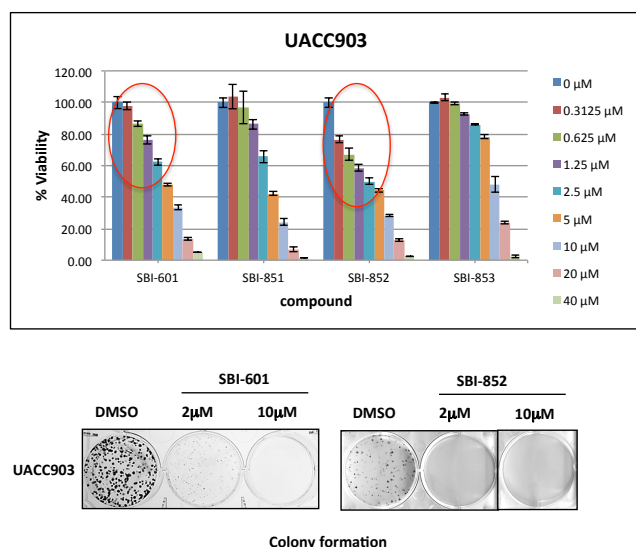 UACC903
120.00
100.00
80.00
60.00
40.00
20.00
0.00
% Viability
SBI-601 SBI-851 SBI-852 SBI-853
compound
0 μM
0.3125 μM
0.625 μM
1.25 μM
2.5 μM
5 μM
10 μM
20 μM
40 μM
SBI-601 SBI-852
DMSO 2μM 10μM DMSO 2μM 10μM
UACC903
Colony formation